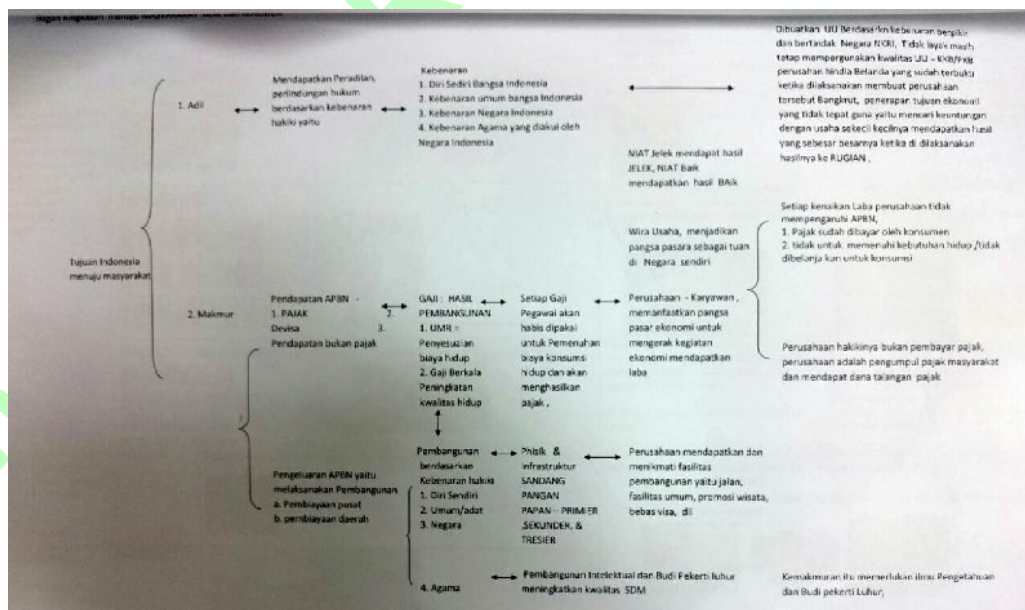 Bagan Ringkasan menuju MASYARAKAT ADIL dan MAKMUR
Dibuatkan UU Berdasarkn kebenaran berpikir
dan bertindak Negara NKRI, Tidak layak masih
tetap mempergunakan kwalitas UU - KKB/PKB
perusahan hindia Belanda yang sudah terbuku
ketika dilaksanakan membuat perusahaan
tersebut Bangkrut, penerapan tujuan ekonomi
yang tidak tepat guna yaitu mencari keuntungan
dengan usaha sekecil kecilnya mendapatkan hasil
yang sebesar besarnya ketika di dilaksanakan
hasilnya ke RUGIAN ,
1. Adil
Mendapatkan Peradilan,
perlindungan hukum
berdasarkan kebenaran
hakiki yaitu
Kebenaran
1. Diri Sediri Bangsa Indonesia
2. Kebenaran umum bangsa Indonesia
3. Kebenaran Negara Indonesia
4. Kebenaran Agama yang diakui oleh
Negara Indonesia
NIAT Jelek mendapat hasil
JELEK, NIAT Baik
mendapatkan hasil BAik
Tujuan Indonesia
menuju masyarakat
2. Makmur
Pendapatan APBN -
1. PAJAK 2.
Devisa 3.
Pendapatan bukan pajak
GAJI : HASIL
PEMBANGUNAN
1. UMR =
Penyesuaian
biaya hidup
2. Gaji Berkala
Peningkatan
kwalitas hidup
Setiap Gaji
Pegawai akan
habis dipakai
untuk Pemenuhan
biaya konsumsi
hidup dan akan
menghasilkan
pajak ,
Wira Usaha, menjadikan
pangsa pasara sebagai tuan
di Negara sendiri
Perusahaan - Karyawan ,
memanfaatkan pangsa
pasar ekonomi untuk
mengerak kegiatan
ekonomi mendapatkan
laba
Setiap kenaikan Laba perusahaan tidak
mempengaruhi APBN,
1. Pajak sudah dibayar oleh konsumen
2. tidak untuk memenuhi kebutuhan hidup /tidak
dibelanja kan untuk konsumsi
Perusahaan hakikinya bukan pembayar pajak,
perusahaan adalah pengumpul pajak masyarakat
dan mendapat dana talangan pajak
Pengeluaran APBN yaitu
melaksanakan Pembangunan
a. Pembiayaan pusat
b. pembiayaan daerah
Pembangunan
berdasarkan
Kebenaran hakiki
1. Diri Sendiri
2. Umum/adat
3. Negara
Phisik &
infrastruktur
SANDANG
PANGAN
PAPAN - PRIMIER
,SEKUNDER, &
TRESIER
Perusahaan mendapatkan dan
menikmati fasilitas
pembangunan yaitu jalan,
fasilitas umum, promosi wisata,
bebas visa, dll
4. Agama
Pembangunan Intelektual dan Budi Pekerti luhur
meningkatkan kwalitas SDM
Kemakmuran itu memerlukan ilmu Pengetahuan
dan Budi pekerti Luhur,